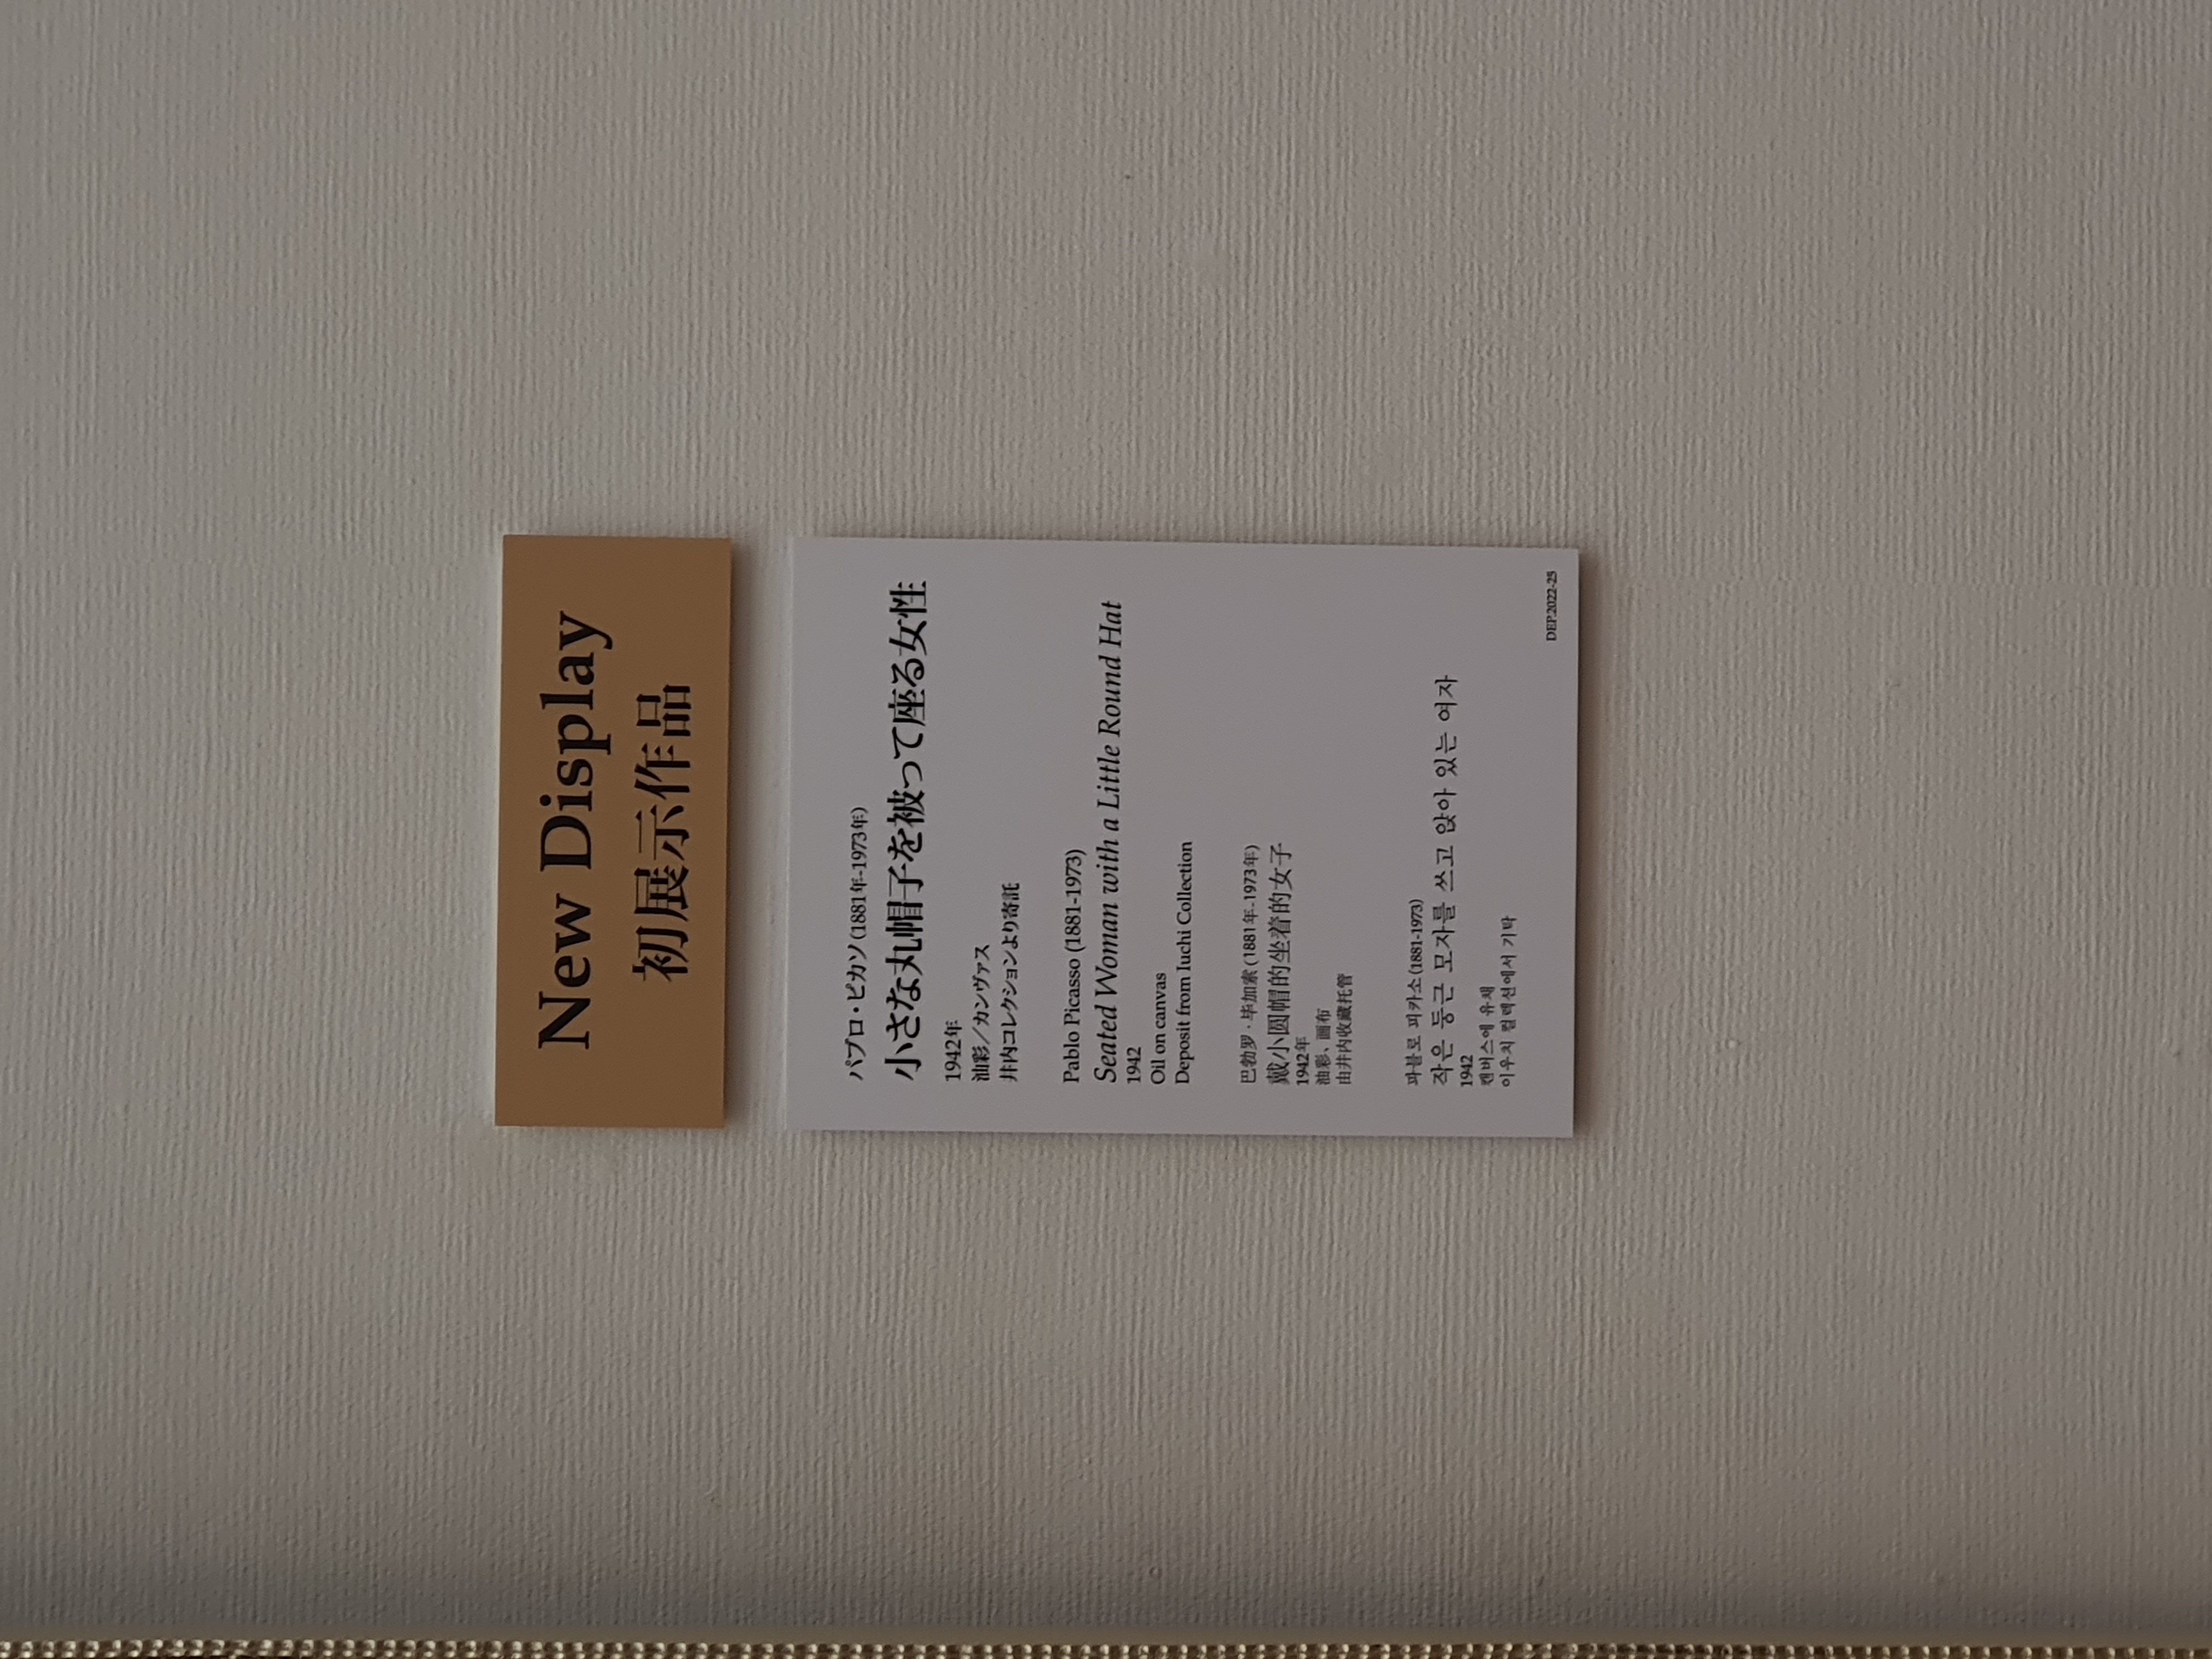 New Display
初展示作品
パブロ・ピカソ (1881年-1973年)
小さな丸帽子を被って座る女性
1942年
油彩／カンヴァス
井内コレクションより寄託
Pablo Picasso (1881-1973)
Seated Woman with a Little Round Hat
1942
Oil on canvas
Deposit from Iuchi Collection
巴勃罗・毕加索 (1881年-1973年)
戴小圆帽的坐着的女子
1942年
油彩、画布
由井内收藏托管
파블로 피카소 (1881-1973)
작은 둥근 모자를 쓰고 앉아 있는 여자
1942
캔버스에 유채
이우치 컬렉션에서 기탁
DEP.2022-25